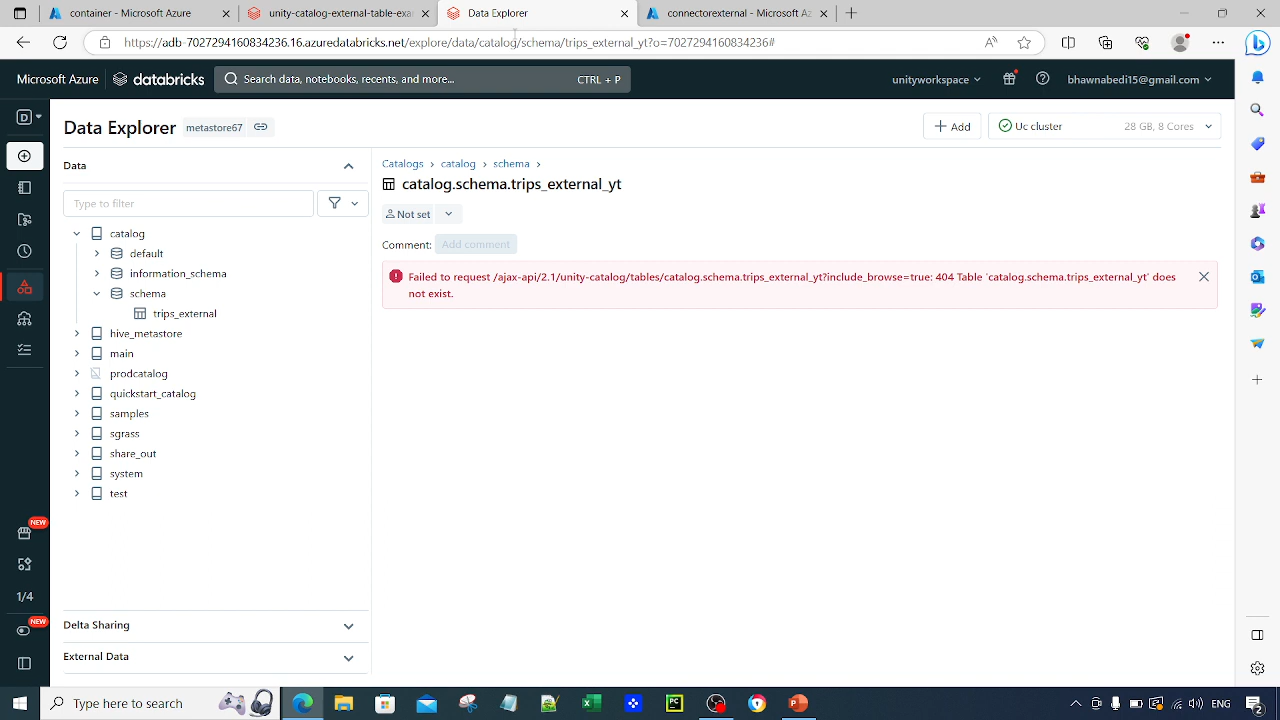 container - Microsoft Azure
unity-catalog-external-table-exa
Data Explorer
connectorexternal - Microsoft Az
https://adb-7027294160834236.16.azuredatabricks.net/explore/data/catalog/schema/trips_external_yt?o=7027294160834236#
Microsoft Azure
databricks
Search data, notebooks, recents, and more...
CTRL + P
unityworkspace
bhawnabedi15@gmail.com
D
Data Explorer
metastore67
+ Add
Uc cluster
28 GB, 8 Cores
Data
Type to filter
catalog
default
information_schema
schema
trips_external
hive_metastore
main
prodcatalog
quickstart_catalog
samples
sgrass
share_out
system
test
Delta Sharing
External Data
NEW
1/4
NEW
Catalogs › catalog › schema ›
catalog.schema.trips_external_yt
Not set
Comment: Add comment
Failed to request /ajax-api/2.1/unity-catalog/tables/catalog.schema.trips_external_yt?include_browse=true: 404 Table `catalog.schema.trips_external_yt` does
not exist.
Type here to search
PC
ENG
2